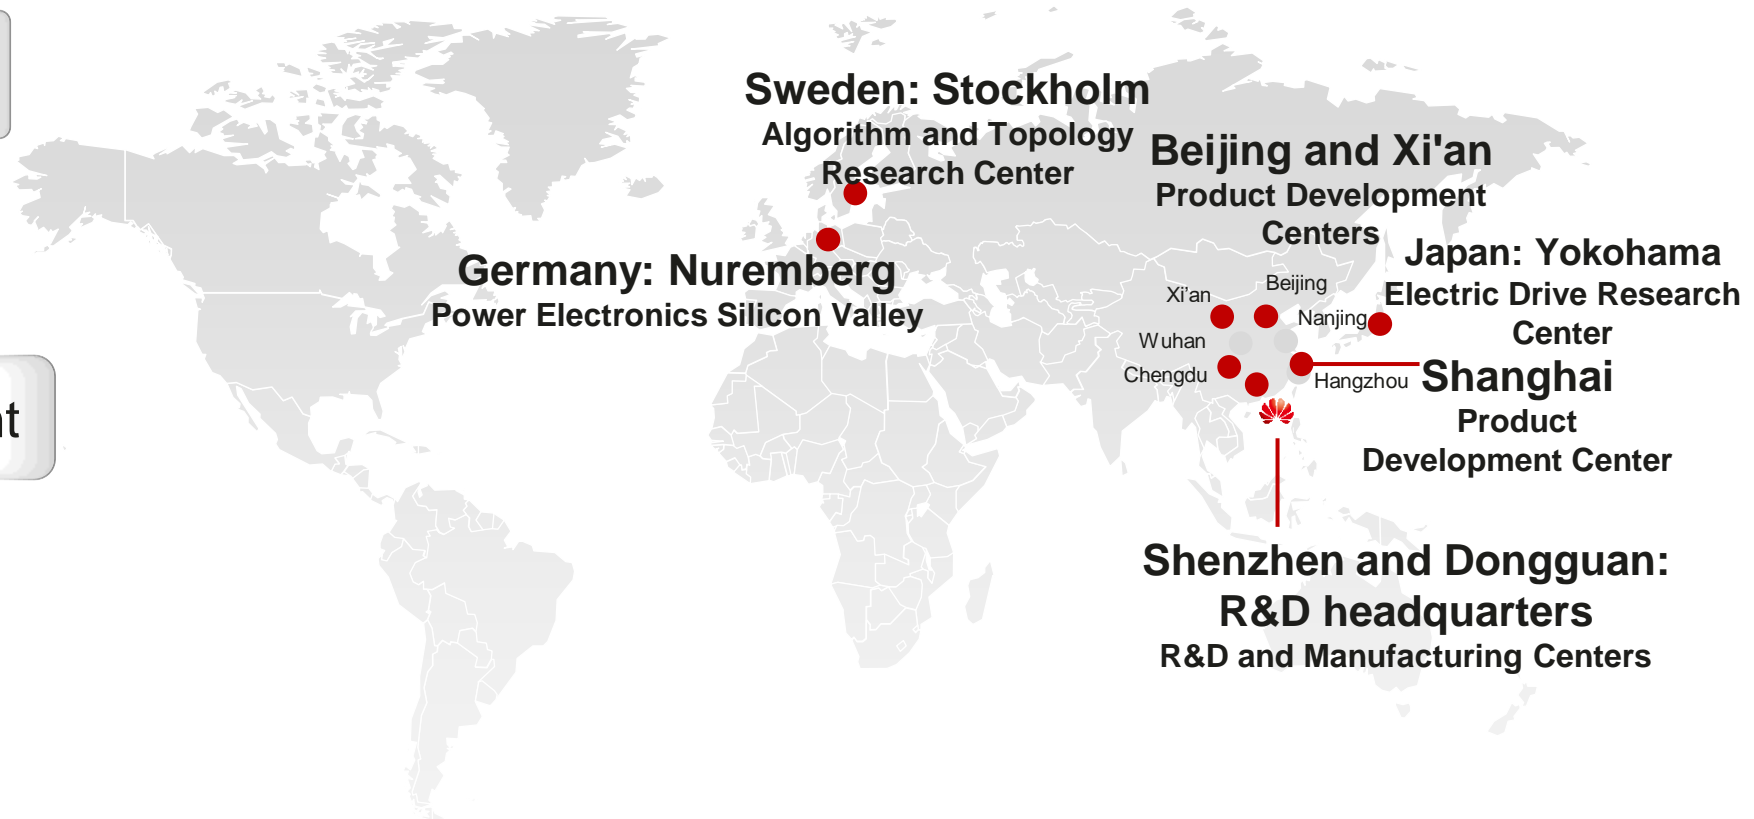 Sweden: Stockholm
Algorithm and Topology
Research Center
Beijing and Xi'an
Product Development
Centers
Germany: Nuremberg
Power Electronics Silicon Valley
Japan: Yokohama
Electric Drive Research
Center
Xi’an
Beijing
Nanjing
Wuhan
Chengdu
Hangzhou
Shanghai
Product
Development Center
Shenzhen and Dongguan:
R&D headquarters
R&D and Manufacturing Centers